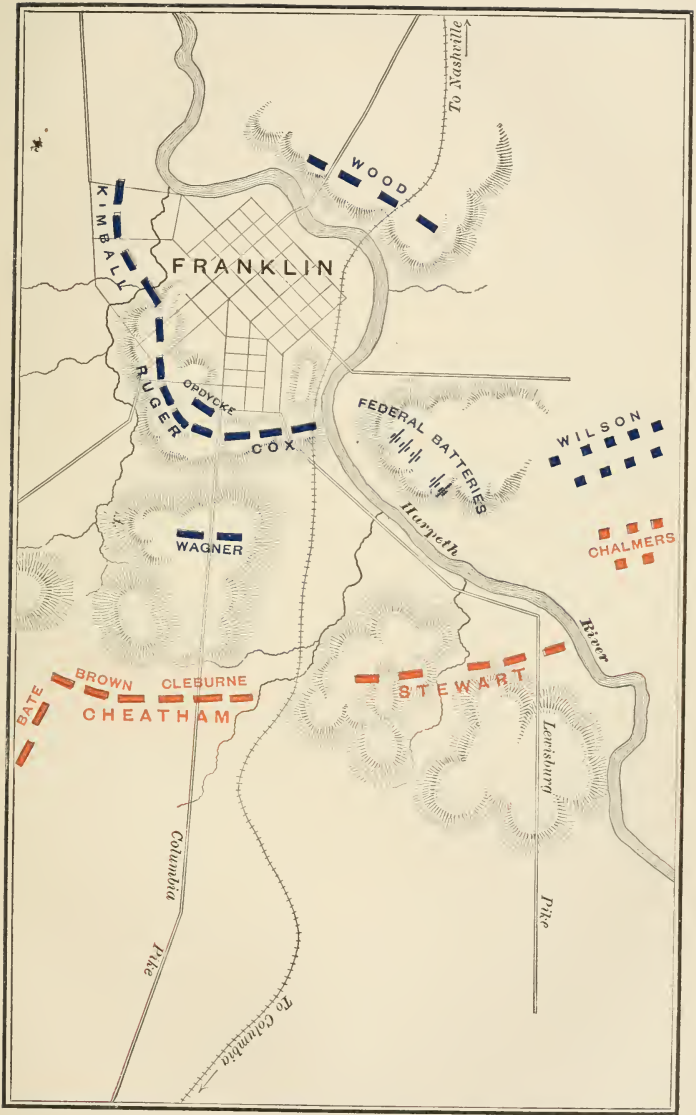 To Nashville
WOOD
KIMBALL
FRANKLIN
RUGER
OPDYCKE
COX
FEDERAL BATTERIES
WILSON
WAGNER
Harpeth
River
CHALMERS
BROWN
CLEBURNE
BATE
CHEATHAM
STEWART
Lewisburg
Pike
Columbia
Pike
To Columbia